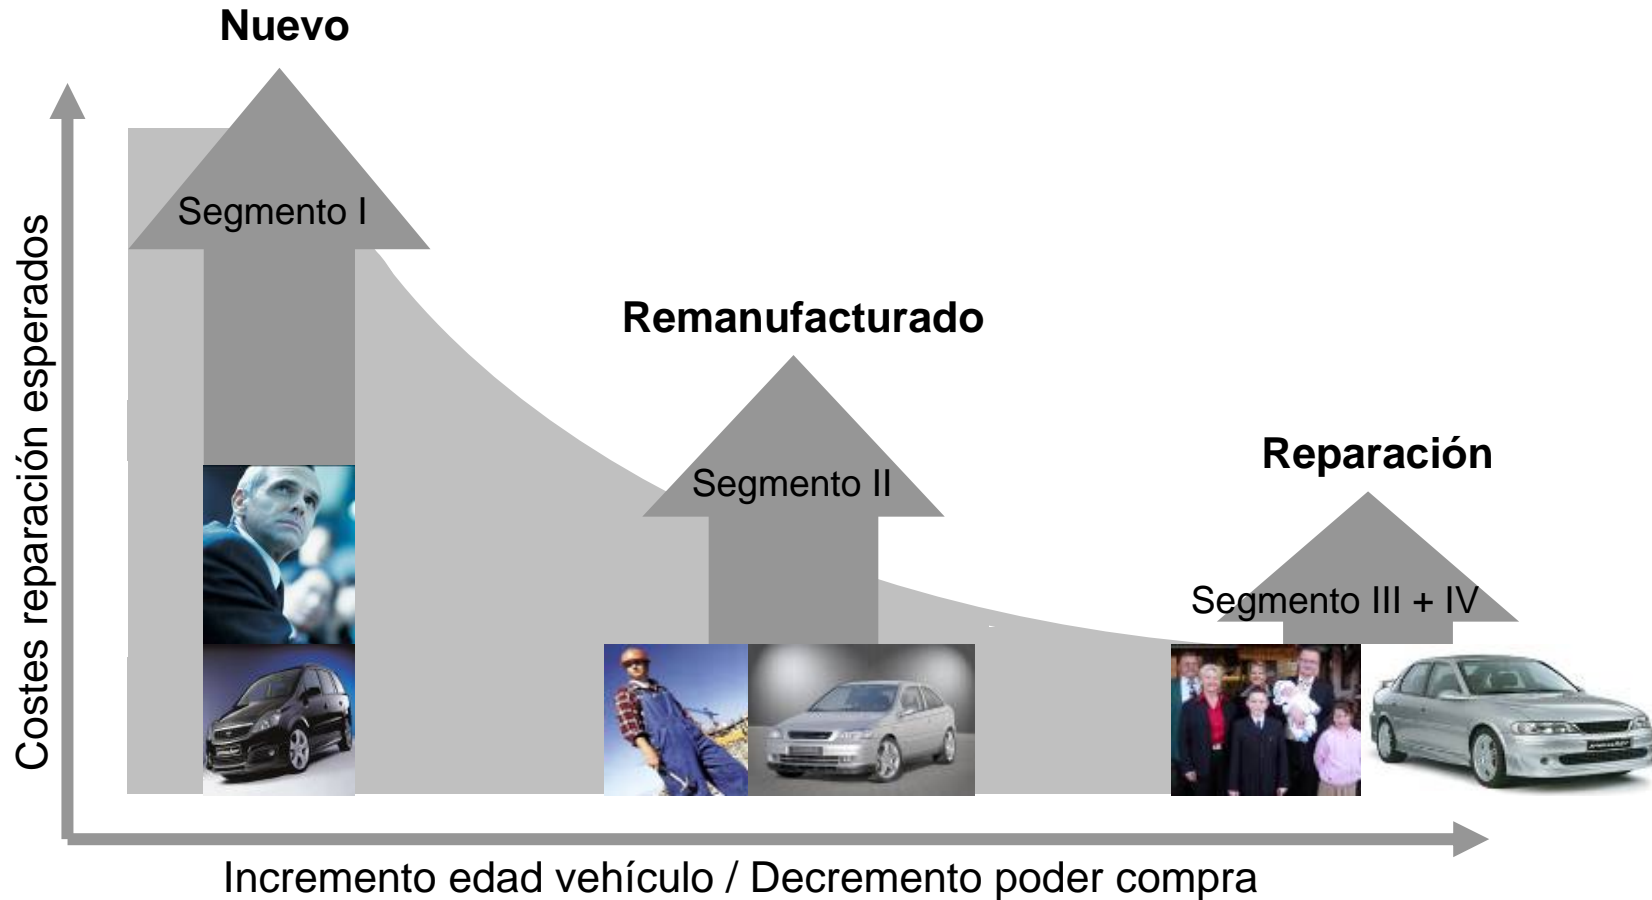 Nuevo
Segmento I
Remanufacturado
Segmento II
Reparación
Segmento III + IV
Costes reparación esperados
Incremento edad vehículo / Decremento poder compra